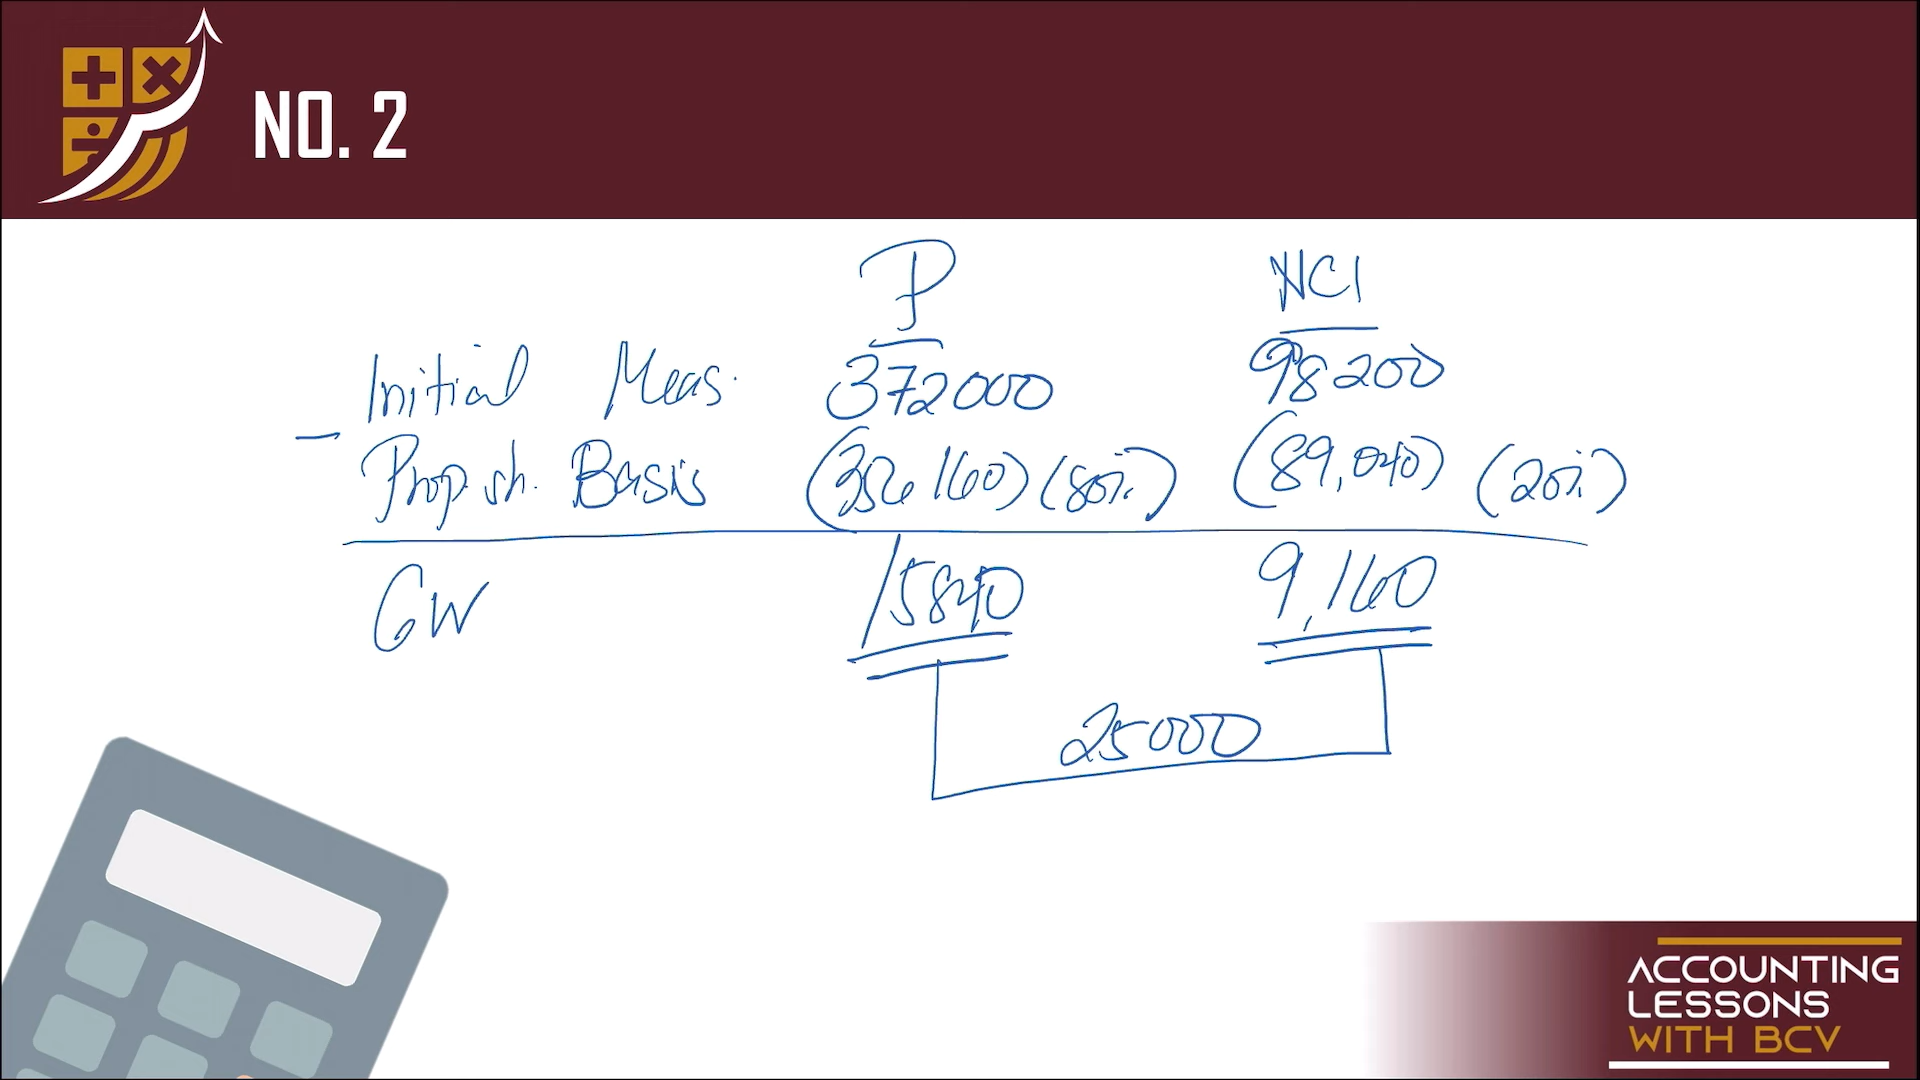 NO. 2
P NCI
Initial Meas. 372000 98200
- Prop. sh. Basis (356160) (80%) (89,040) (20%)
GW 15840 9,160
25000
ACCOUNTING
LESSONS
WITH BCV